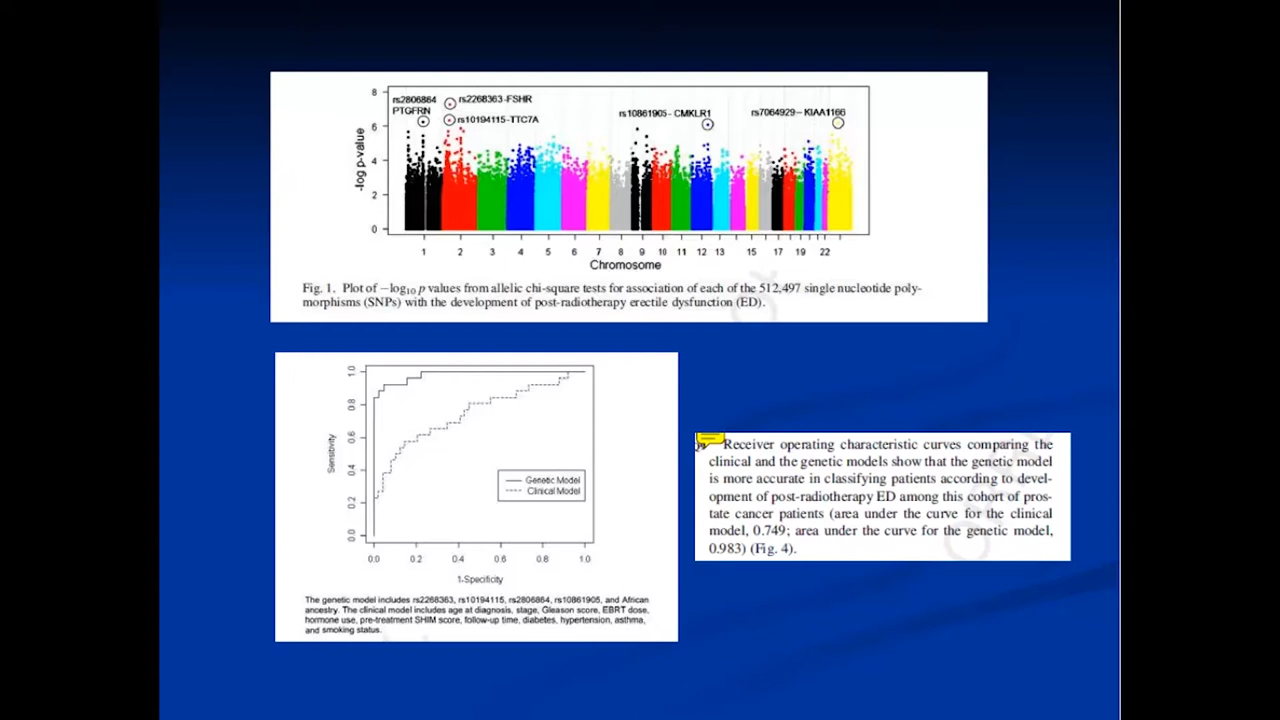 8
rs2806864
rs2268363-FSHR
PTGFRN
rs10194115-TTC7A
rs10861905- CMKLR1
rs7064929-- KIAA1166
6
4
2
0
-log p-value
1 2 3 4 5 6 7 8 9 10 11 12 13 15 17 19 22
Chromosome
Fig. 1. Plot of −log10 p values from allelic chi-square tests for association of each of the 512,497 single nucleotide poly-
morphisms (SNPs) with the development of post-radiotherapy erectile dysfunction (ED).
Sensitivity
1.0
0.8
0.6
0.4
0.2
0.0
Genetic Model
Clinical Model
0.0 0.2 0.4 0.6 0.8 1.0
1-Specificity
The genetic model includes rs2268363, rs10194115, rs2806864, rs10861905, and African
ancestry. The clinical model includes age at diagnosis, stage, Gleason score, EBRT dose,
hormone use, pre-treatment SHIM score, follow-up time, diabetes, hypertension, asthma,
and smoking status.
Receiver operating characteristic curves comparing the
clinical and the genetic models show that the genetic model
is more accurate in classifying patients according to devel-
opment of post-radiotherapy ED among this cohort of pros-
tate cancer patients (area under the curve for the clinical
model, 0.749; area under the curve for the genetic model,
0.983) (Fig. 4).